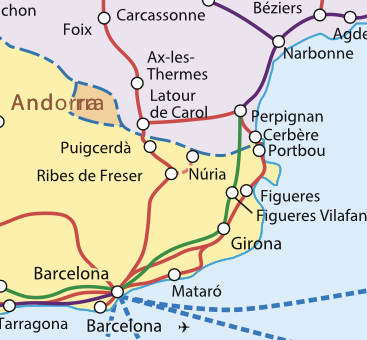 chon
Carcassonne
Béziers
Foix
Agde
Narbonne
Ax-les-
Thermes
Latour
de Carol
Andorra
Perpignan
Cerbère
Portbou
Puigcerdà
Ribes de Freser
Núria
Figueres
Figueres Vilafan
Girona
Barcelona
Mataró
Tarragona
Barcelona